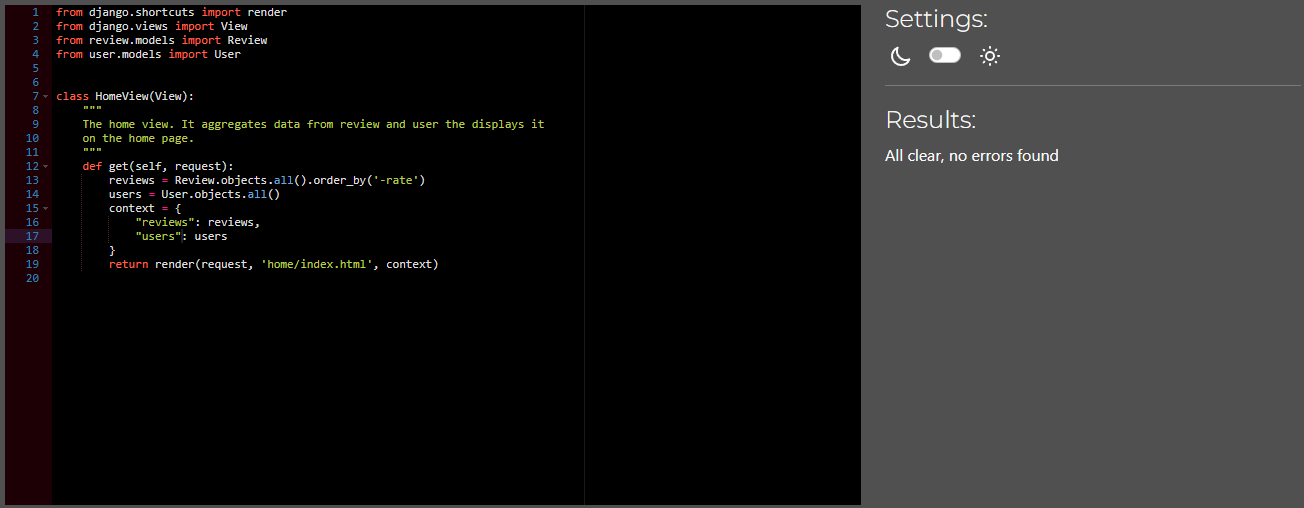 1 from django.shortcuts import render
2 from django.views import View
3 from review.models import Review
4 from user.models import User
5
6
7 class HomeView(View):
8     """
9     The home view. It aggregates data from review and user the displays it
10     on the home page.
11     """
12     def get(self, request):
13         reviews = Review.objects.all().order_by('-rate')
14         users = User.objects.all()
15         context = {
16             "reviews": reviews,
17             "users": users
18         }
19         return render(request, 'home/index.html', context)
20
Settings:
Results:
All clear, no errors found